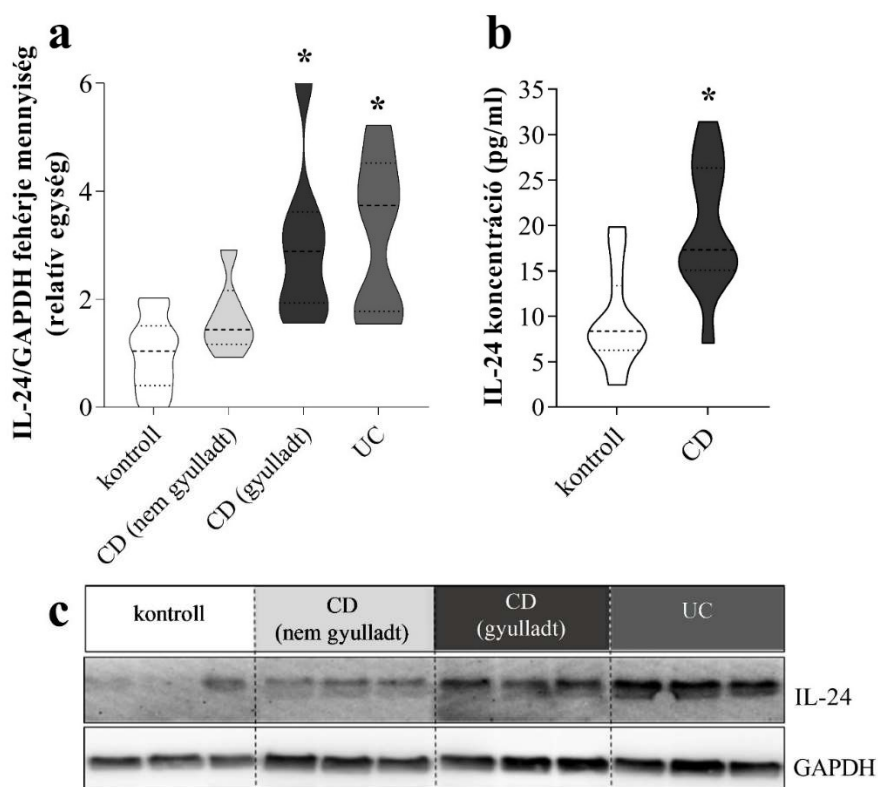 a
IL-24/GAPDH fehérje mennyiség
(relatív egység)
6
4
2
0
*
*
kontroll
CD (nem gyulladt)
CD (gyulladt)
UC
b
IL-24 koncentráció (pg/ml)
35
30
25
20
15
10
5
0
*
kontroll
CD
c
kontroll
CD
(nem gyulladt)
CD
(gyulladt)
UC
IL-24
GAPDH